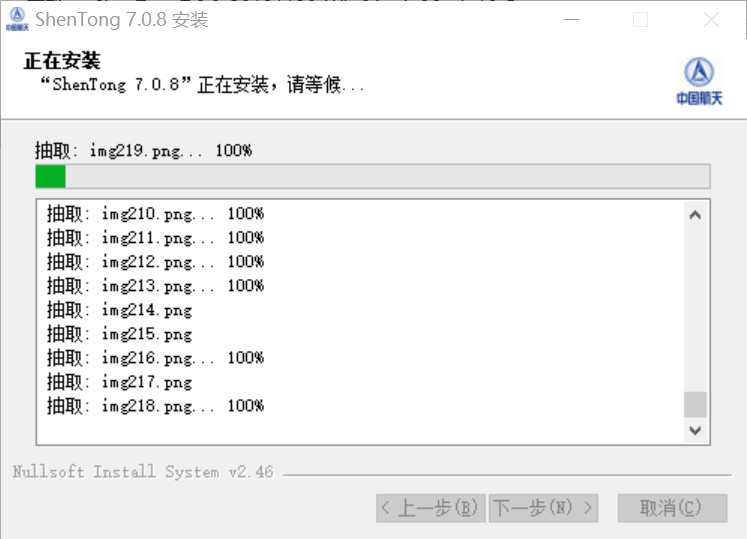 ShenTong 7.0.8 安装
正在安装
“ShenTong 7.0.8”正在安装，请等候...
中国航天
抽取: img219.png... 100%
抽取: img210.png... 100%
抽取: img211.png... 100%
抽取: img212.png... 100%
抽取: img213.png... 100%
抽取: img214.png
抽取: img215.png
抽取: img216.png... 100%
抽取: img217.png
抽取: img218.png... 100%
Nullsoft Install System v2.46
< 上一步(B) 下一步(N) > 取消(C)